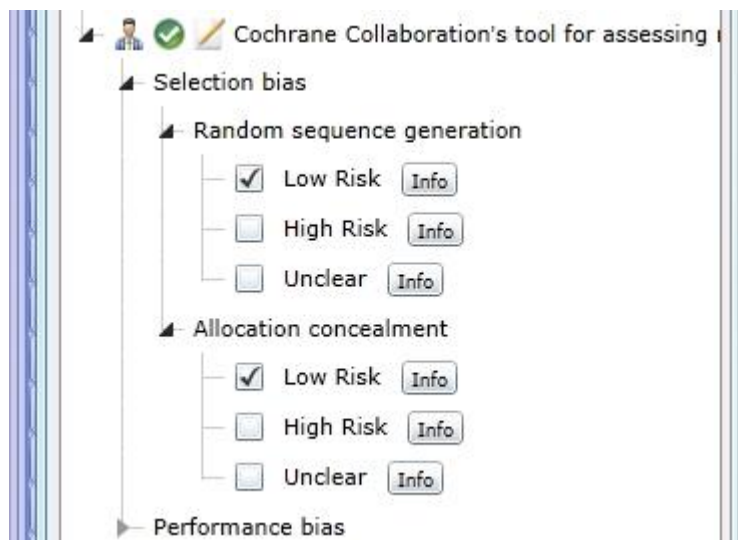 Cochrane Collaboration's tool for assessing
Selection bias
Random sequence generation
Low Risk Info
High Risk Info
Unclear Info
Allocation concealment
Low Risk Info
High Risk Info
Unclear Info
Performance bias